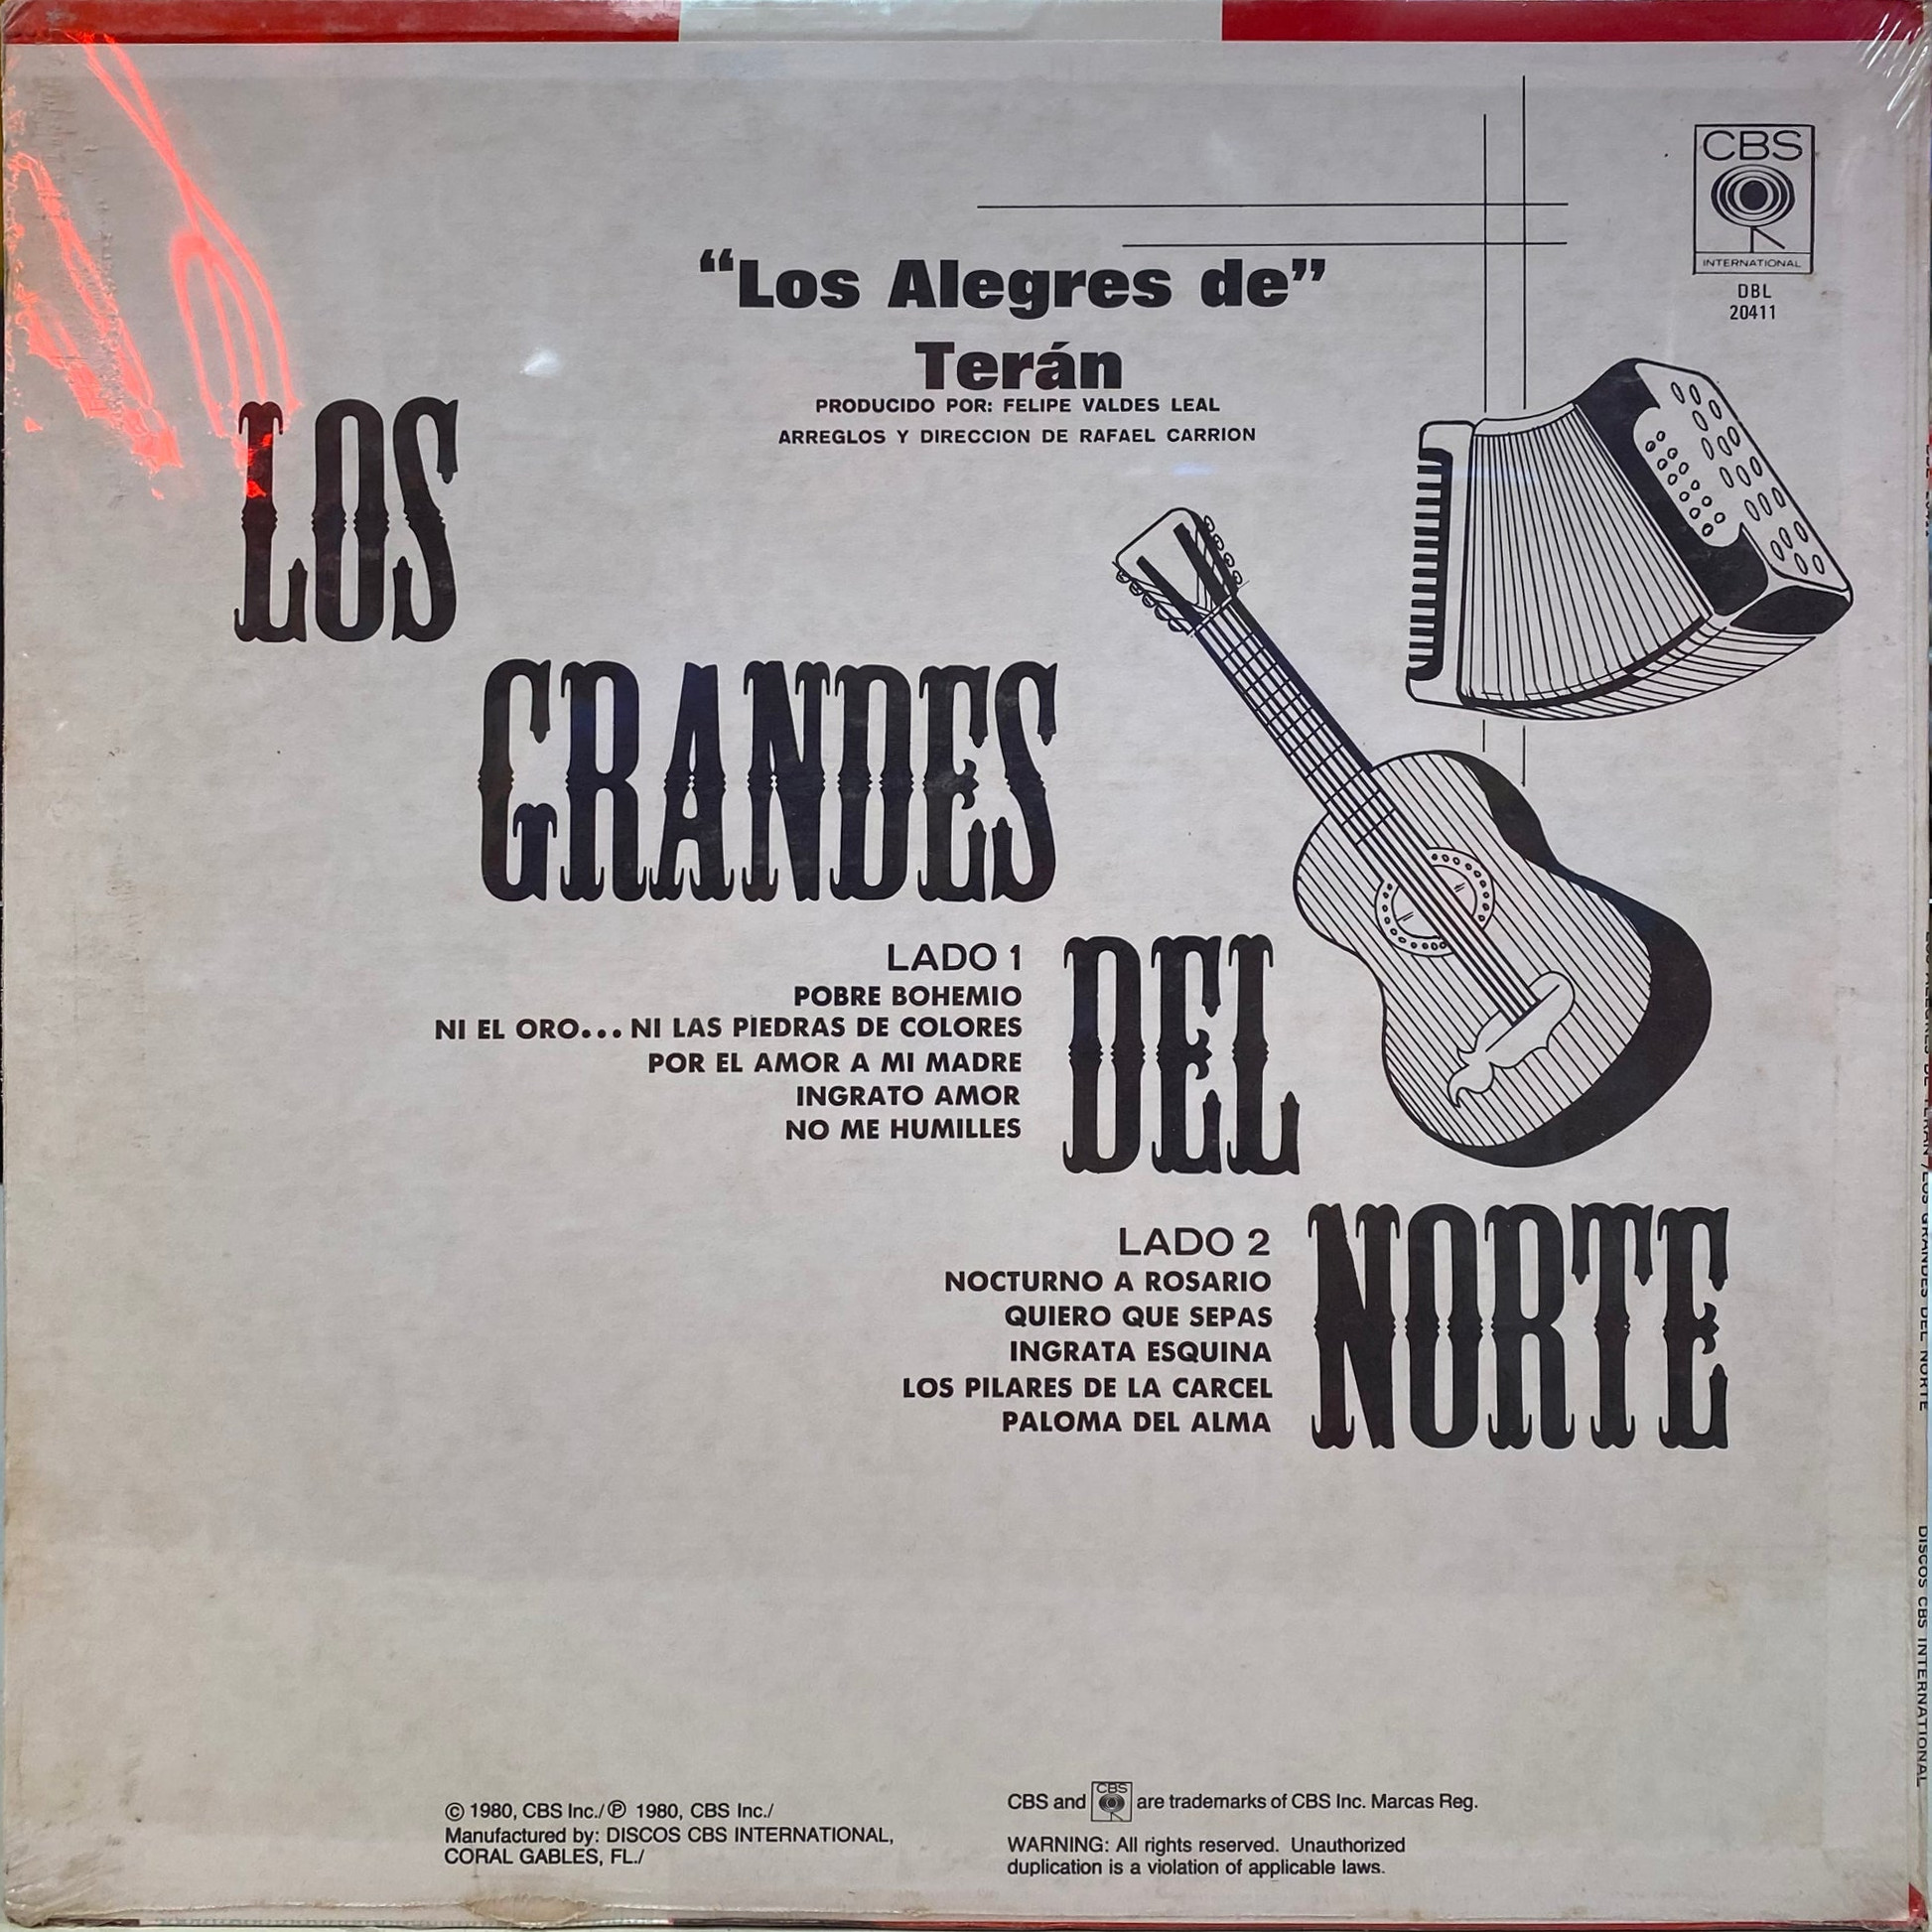 CBS
INTERNATIONAL
DBL
20411
“Los Alegres de”
Terán
PRODUCIDO POR: FELIPE VALDES LEAL
ARREGLOS Y DIRECCION DE RAFAEL CARRION
LOS
GRANDES
DEL
NORTE
LADO 1
POBRE BOHEMIO
NI EL ORO... NI LAS PIEDRAS DE COLORES
POR EL AMOR A MI MADRE
INGRATO AMOR
NO ME HUMILLES
LADO 2
NOCTURNO A ROSARIO
QUIERO QUE SEPAS
INGRATA ESQUINA
LOS PILARES DE LA CARCEL
PALOMA DEL ALMA
© 1980, CBS Inc./℗ 1980, CBS Inc./
Manufactured by: DISCOS CBS INTERNATIONAL,
CORAL GABLES, FL./
CBS and CBS are trademarks of CBS Inc. Marcas Reg.
WARNING: All rights reserved. Unauthorized
duplication is a violation of applicable laws.
LOS GRANDES DEL NORTE
DISCOS CBS INTERNATIONAL